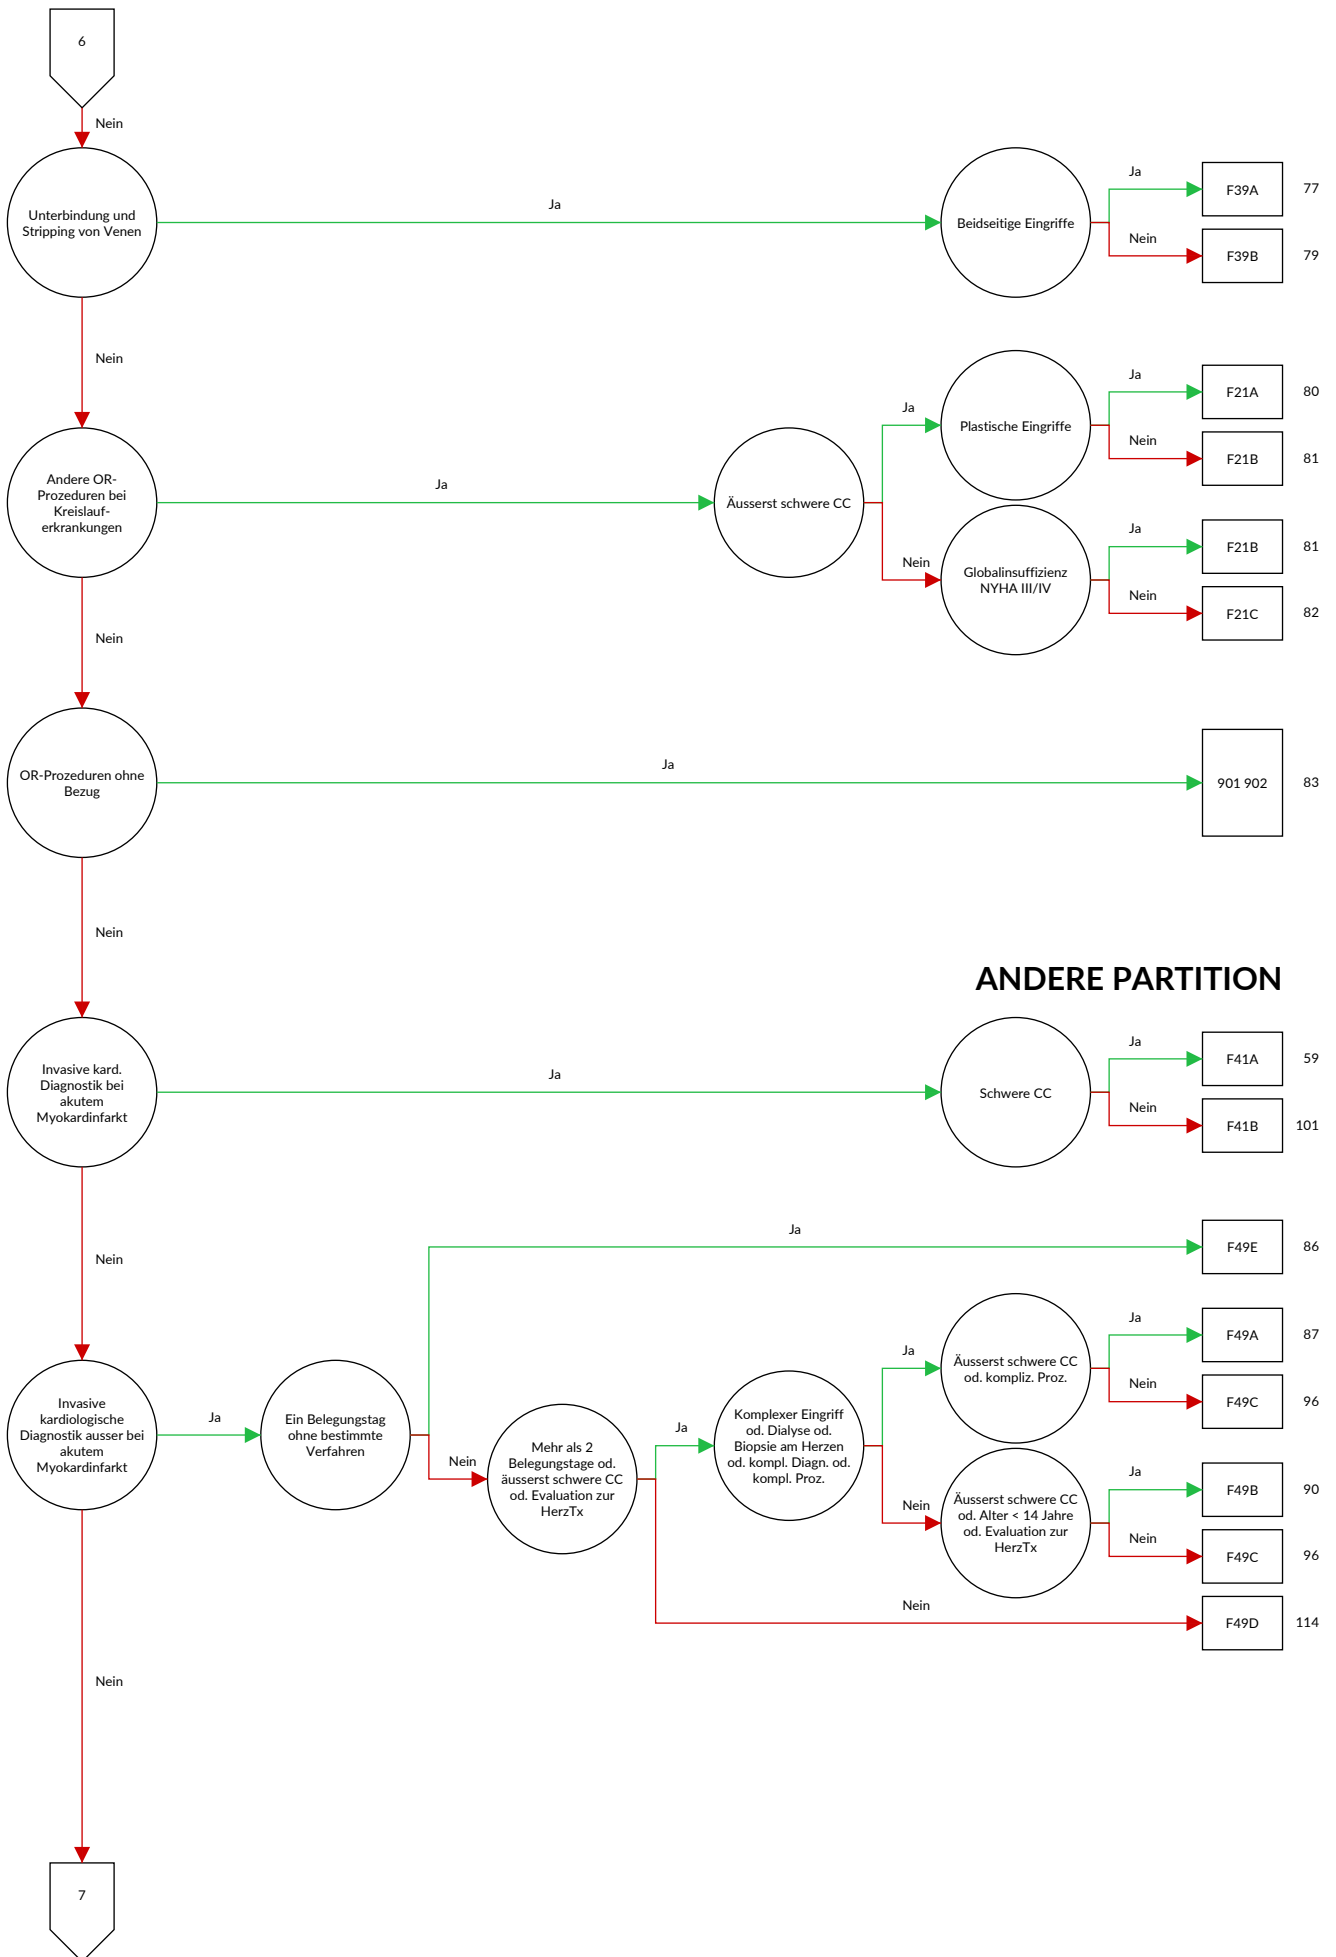 6
Nein
Unterbindung und
Stripping von Venen
Ja
Beidseitige Eingriffe
Ja
F39A
77
Nein
F39B
79
Nein
Andere OR-
Prozeduren bei
Kreislauf-
erkrankungen
Ja
Äusserst schwere CC
Ja
Plastische Eingriffe
Ja
F21A
80
Nein
F21B
81
Nein
Globalinsuffizienz
NYHA III/IV
Ja
F21B
81
Nein
F21C
82
Nein
OR-Prozeduren ohne
Bezug
Ja
901 902
83
Nein
ANDERE PARTITION
Invasive kard.
Diagnostik bei
akutem
Myokardinfarkt
Ja
Schwere CC
Ja
F41A
59
Nein
F41B
101
Nein
Invasive
kardiologische
Diagnostik ausser bei
akutem
Myokardinfarkt
Ja
Ein Belegungstag
ohne bestimmte
Verfahren
Ja
F49E
86
Nein
Mehr als 2
Belegungstage od.
äusserst schwere CC
od. Evaluation zur
HerzTx
Ja
Komplexer Eingriff
od. Dialyse od.
Biopsie am Herzen
od. kompl. Diagn. od.
kompl. Proz.
Ja
Äusserst schwere CC
od. kompliz. Proz.
Ja
F49A
87
Nein
F49C
96
Nein
Äusserst schwere CC
od. Alter < 14 Jahre
od. Evaluation zur
HerzTx
Ja
F49B
90
Nein
F49C
96
Nein
F49D
114
Nein
7